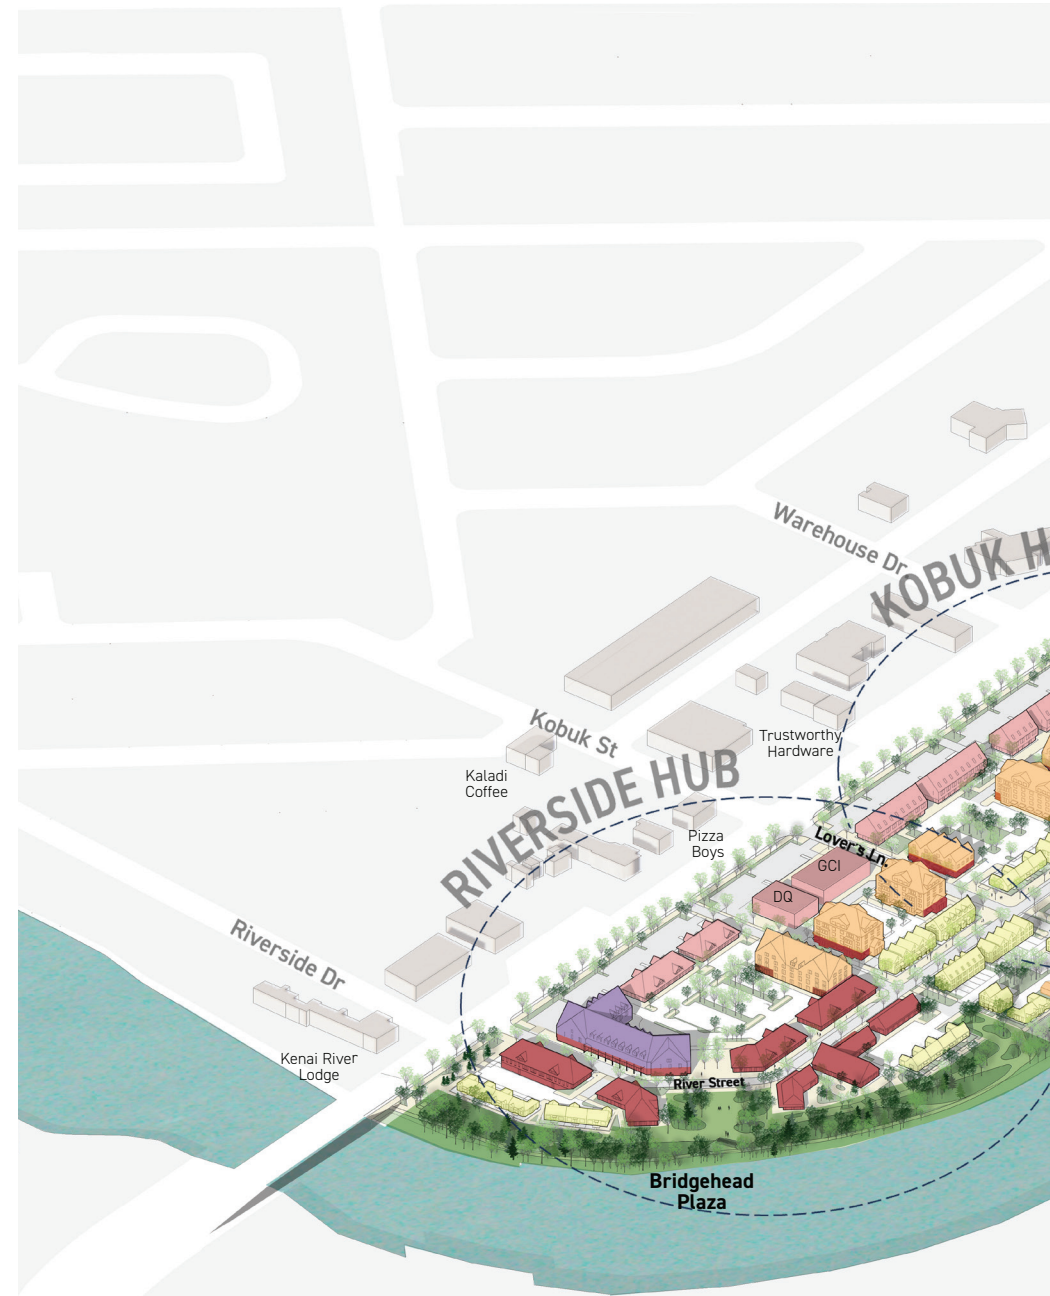 Warehouse Dr
KOBUK H
Kobuk St
Trustworthy
Hardware
Kaladi
Coffee
RIVERSIDE HUB
Pizza
Boys
Lover's Ln.
GCI
DQ
Riverside Dr
Kenai River
Lodge
River Street
Bridgehead
Plaza